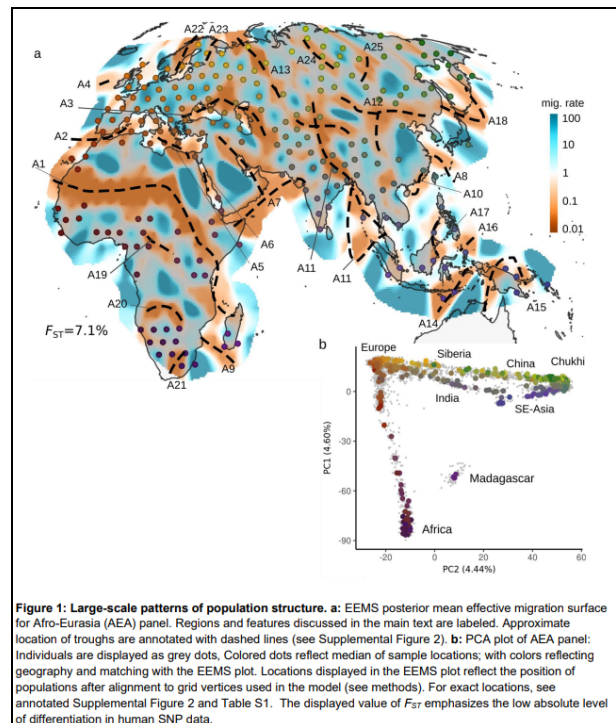 A22 A23
a
A25
A24
A13
A4
A3
A12
A18
mig. rate
100
10
1
0.1
0.01
A2
A1
A8
A10
A7
A17
A16
A6
A19
A5
A11
A11
A20
A15
A14
FST=7.1%
A9
A21
b
Europe
Siberia
China
Chukhi
India
SE-Asia
Madagascar
Africa
0
-30
-60
-90
PC1 (4.60%)
-20
0
20
40
60
PC2 (4.44%)
Figure 1: Large-scale patterns of population structure. a: EEMS posterior mean effective migration surface
for Afro-Eurasia (AEA) panel. Regions and features discussed in the main text are labeled. Approximate
location of troughs are annotated with dashed lines (see Supplemental Figure 2). b: PCA plot of AEA panel:
Individuals are displayed as grey dots, Colored dots reflect median of sample locations; with colors reflecting
geography and matching with the EEMS plot. Locations displayed in the EEMS plot reflect the position of
populations after alignment to grid vertices used in the model (see methods). For exact locations, see
annotated Supplemental Figure 2 and Table S1. The displayed value of FST emphasizes the low absolute level
of differentiation in human SNP data.